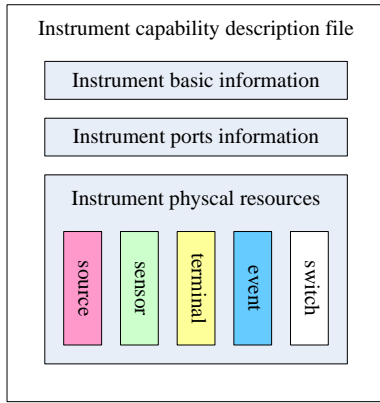 Instrument capability description file
Instrument basic information
Instrument ports information
Instrument physcal resources
source
sensor
terminal
event
switch